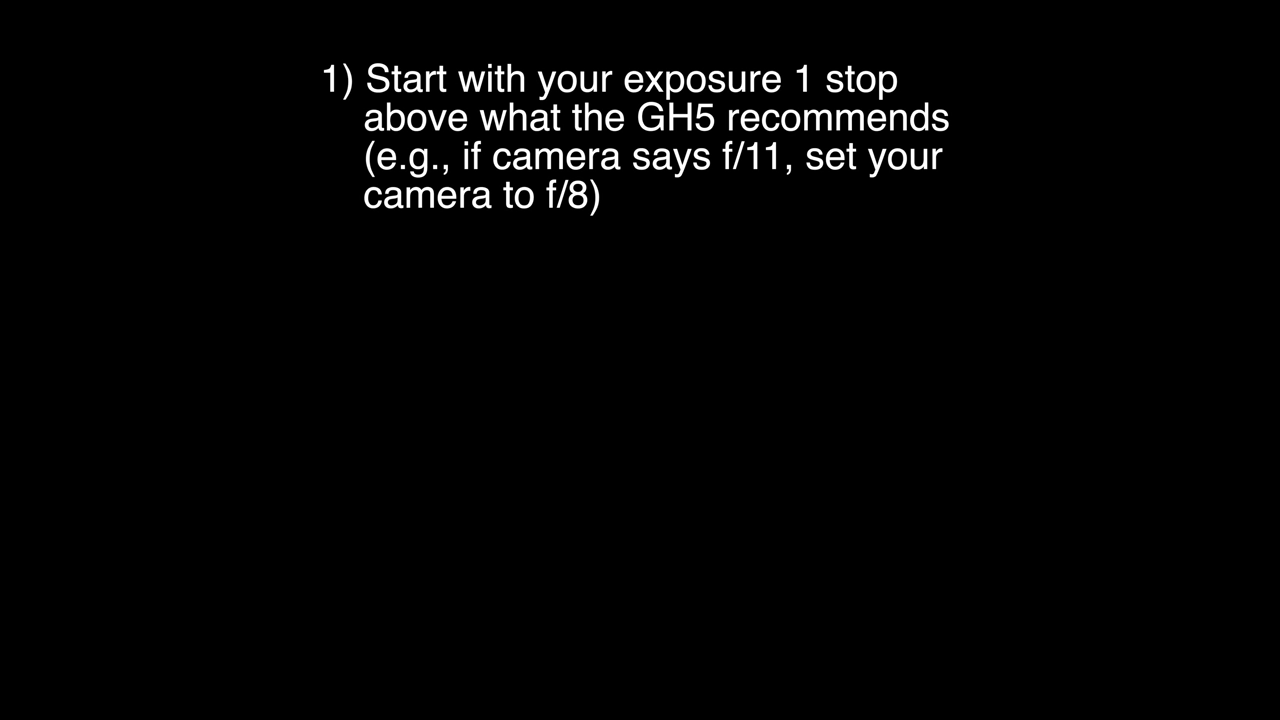 1) Start with your exposure 1 stop
above what the GH5 recommends
(e.g., if camera says f/11, set your
camera to f/8)